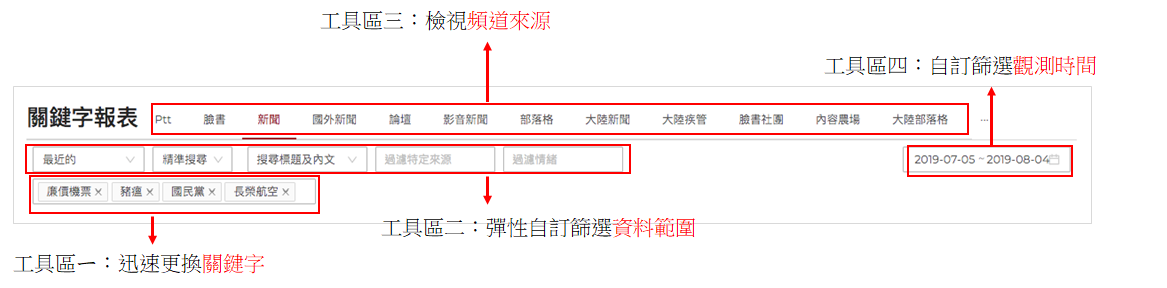 工具區三：檢視頻道來源
工具區四：自訂篩選觀測時間
關鍵字報表 Ptt 臉書 新聞 國外新聞 論壇 影音新聞 部落格 大陸新聞 大陸疾管 臉書社團 內容農場 大陸部落格 ...
最近的 精準搜尋 搜尋標題及內文 過濾特定來源 過濾情緒 2019-07-05 ~ 2019-08-04
廉價機票 × 豬瘟 × 國民黨 × 長榮航空 ×
工具區二：彈性自訂篩選資料範圍
工具區一：迅速更換關鍵字